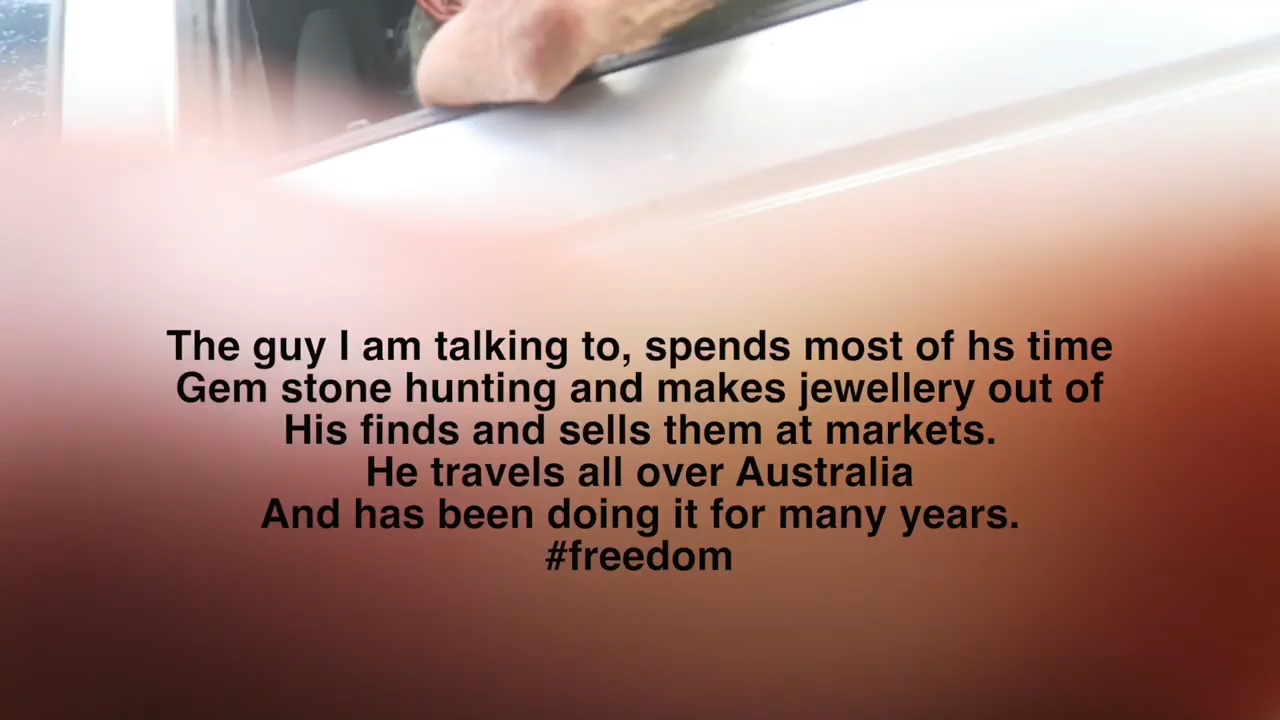 The guy I am talking to, spends most of hs time
Gem stone hunting and makes jewellery out of
His finds and sells them at markets.
He travels all over Australia
And has been doing it for many years.
#freedom